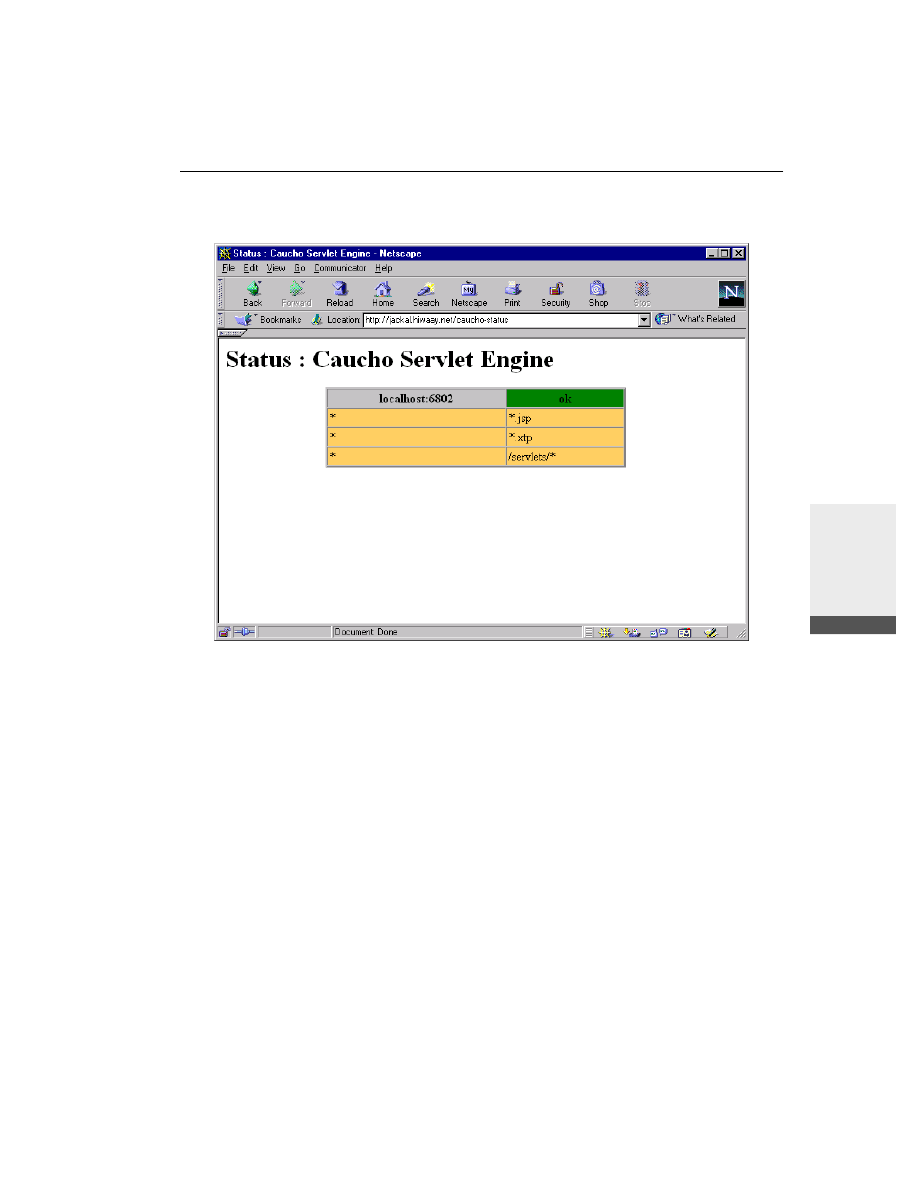 Status : Caucho Servlet Engine - Netscape
File Edit View Go Communicator Help
Back Forward Reload Home Search Netscape Print Security Shop Stop
My
N
Bookmarks Location: http://jackal.hiwaay.net/caucho-status What's Related
Status : Caucho Servlet Engine
localhost:6802 ok
* *.jsp
* *.xtp
* /servlets/*
Document: Done